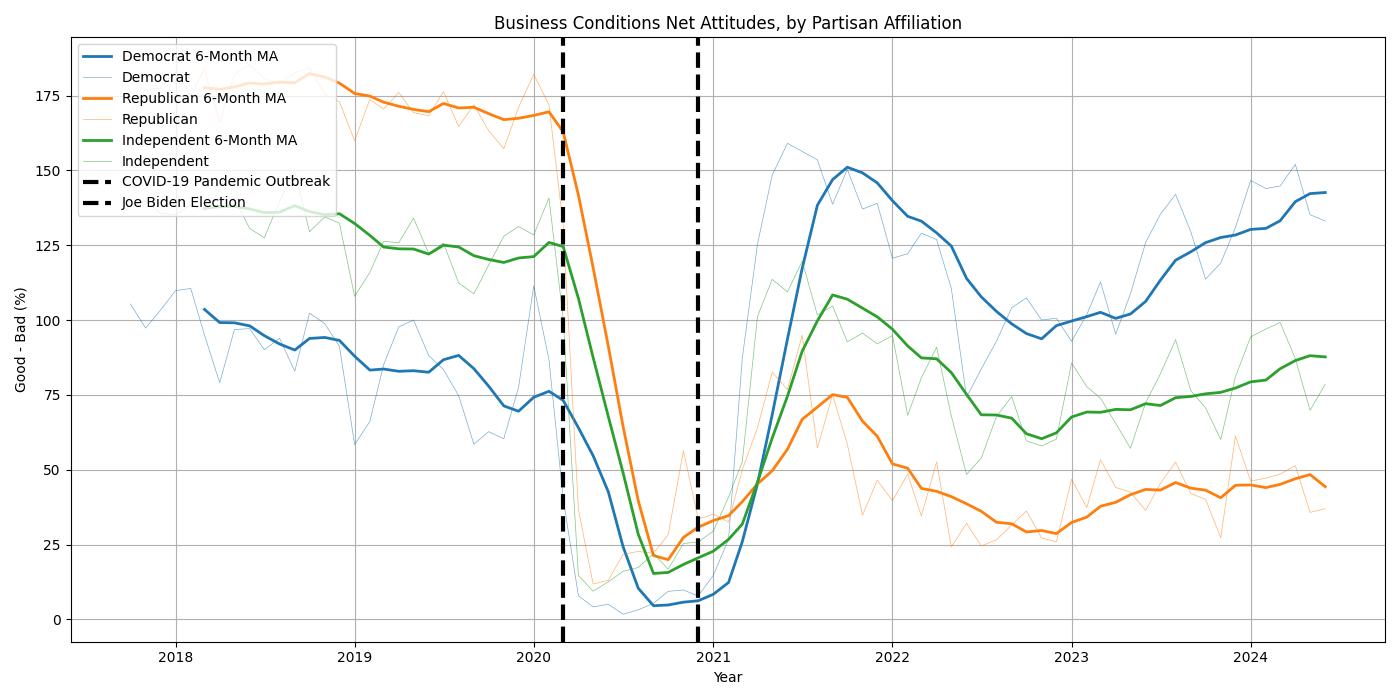 Business Conditions Net Attitudes, by Partisan Affiliation
Democrat 6-Month MA
Democrat
Republican 6-Month MA
Republican
Independent 6-Month MA
Independent
COVID-19 Pandemic Outbreak
Joe Biden Election
Good - Bad (%)
175
150
125
100
75
50
25
0
2018 2019 2020 2021 2022 2023 2024
Year